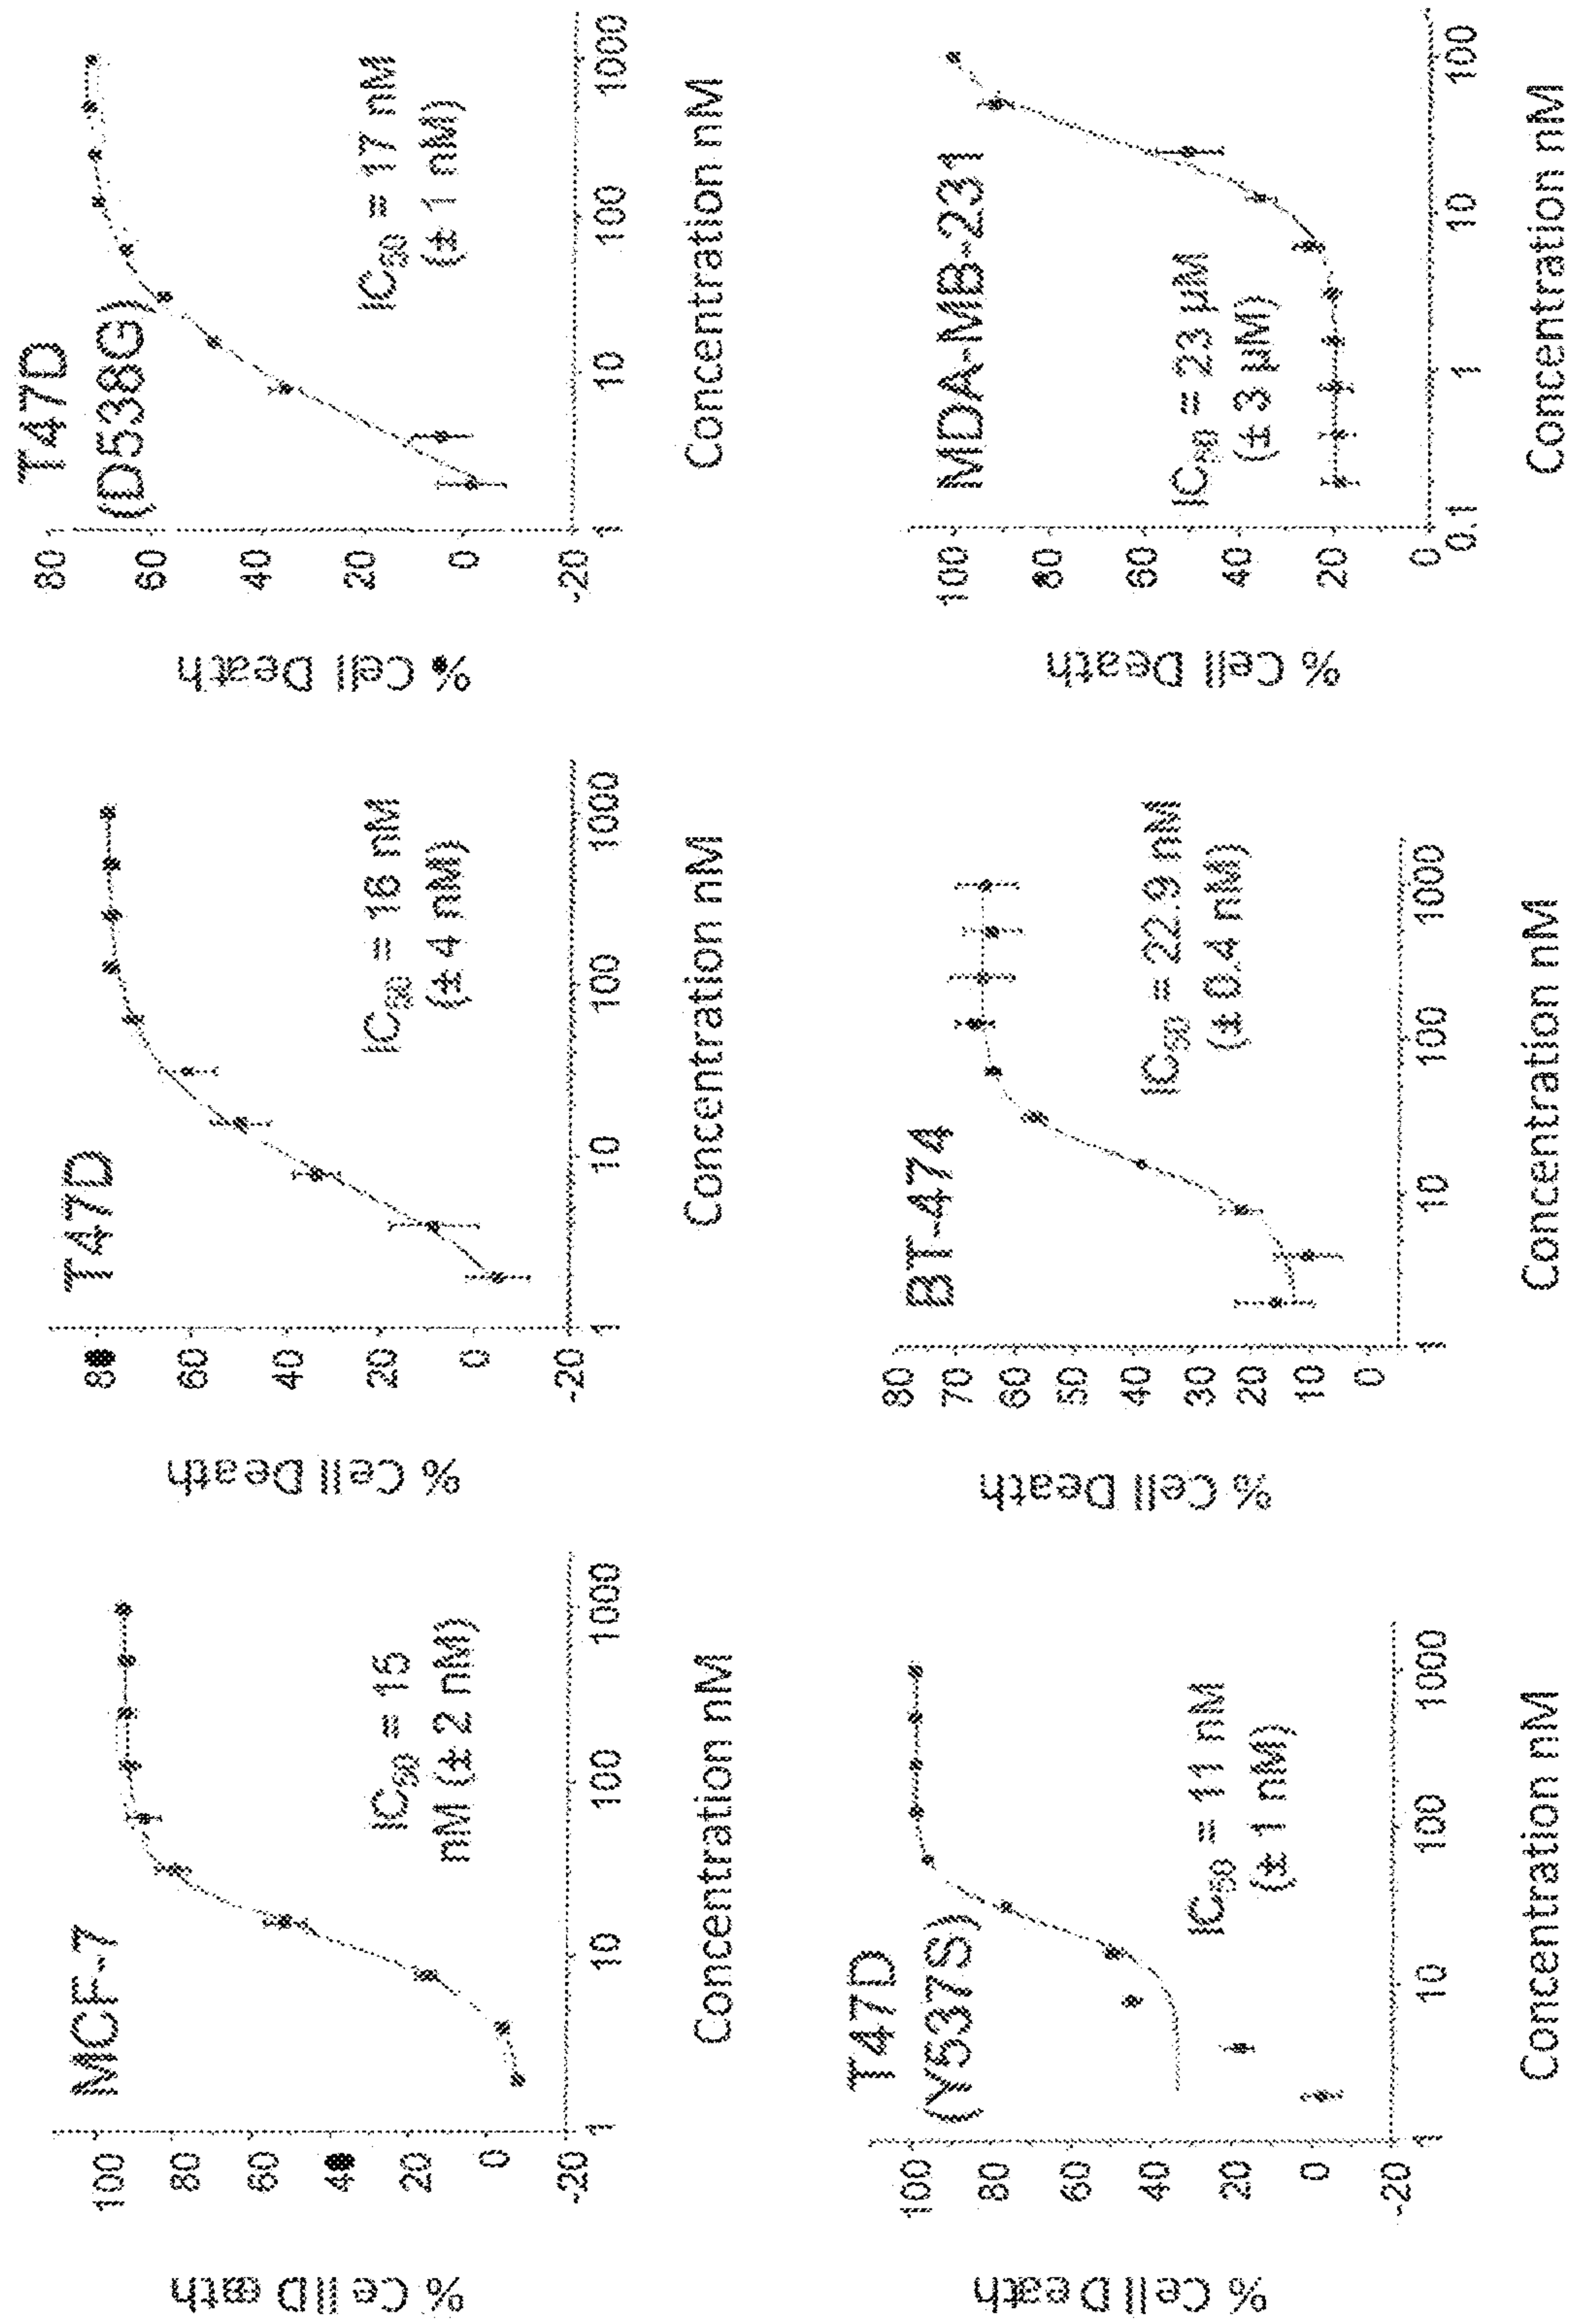 MCF-7
% Cell Death
100
80
60
40
20
0
-20
IC50 = 15
nM (± 2 nM)
1
10
100
1000
Concentration nM
T47D
% Cell Death
80
60
40
20
0
-20
IC50 = 16 nM
(± 4 nM)
1
10
100
1000
Concentration nM
T47D
(D538G)
% Cell Death
80
60
40
20
0
-20
IC50 = 17 nM
(± 1 nM)
1
10
100
1000
Concentration nM
T47D
(Y537S)
% Cell Death
100
80
60
40
20
0
-20
IC50 = 11 nM
(± 1 nM)
1
10
100
1000
Concentration nM
BT-474
% Cell Death
80
70
60
50
40
30
20
10
0
IC50 = 22.9 nM
(± 0.4 nM)
1
10
100
1000
Concentration nM
MDA-MB-231
% Cell Death
100
80
60
40
20
0
IC50 = 23 µM
(± 3 µM)
0.1
1
10
100
Concentration nM